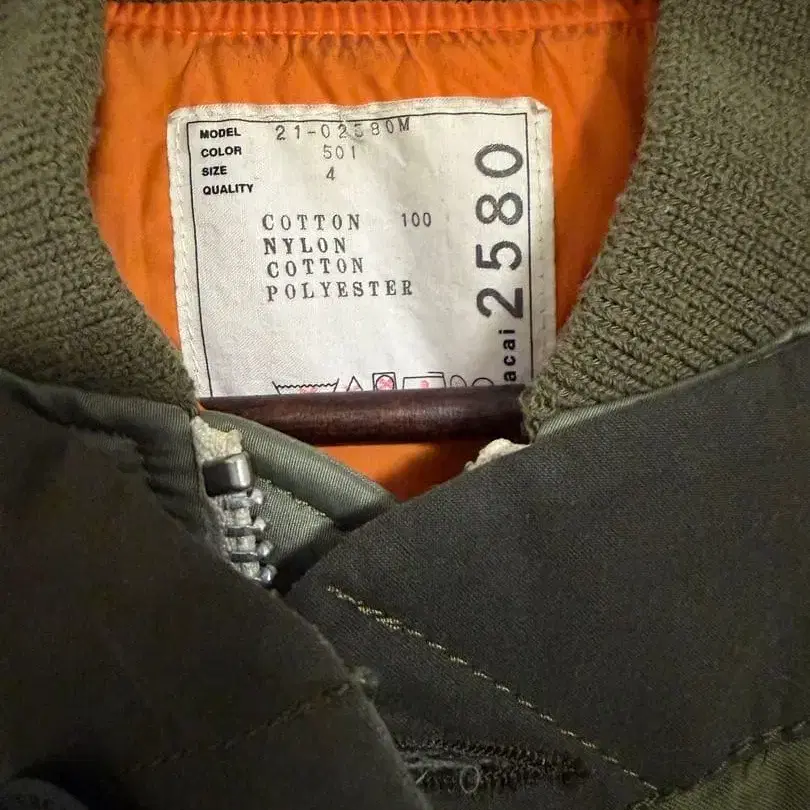 MODEL 21-02580M
COLOR 501
SIZE 4
QUALITY
COTTON 100
NYLON
COTTON
POLYESTER
acai 2580